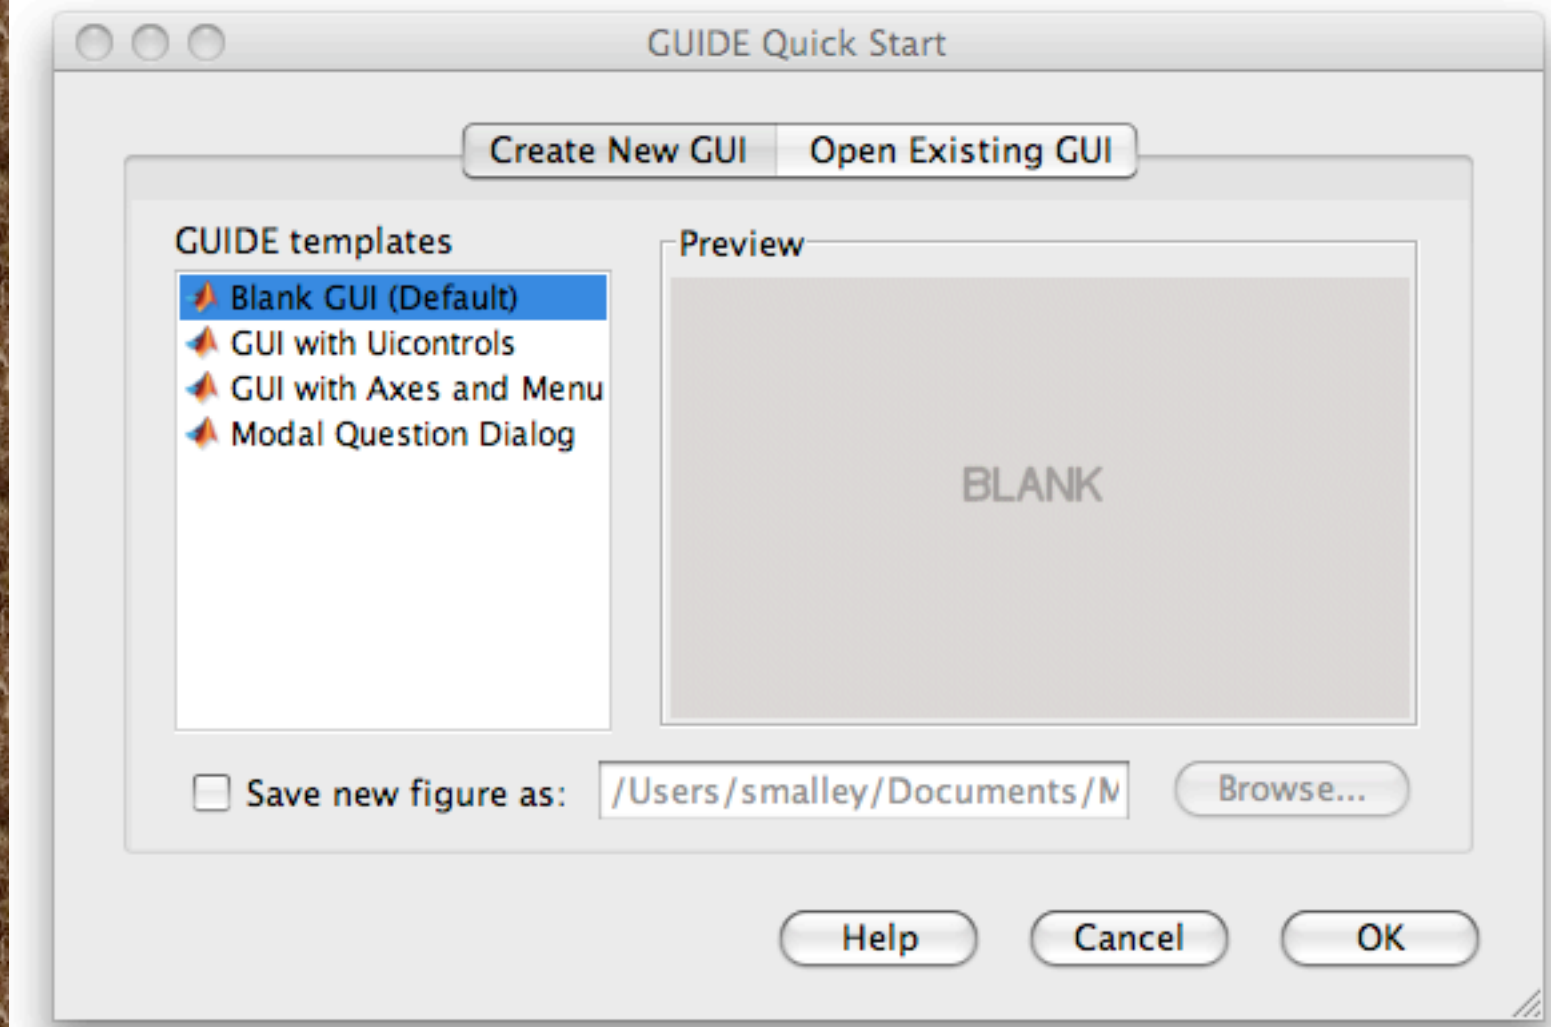 GUIDE Quick Start
Create New GUI
Open Existing GUI
GUIDE templates
Blank GUI (Default)
GUI with Uicontrols
GUI with Axes and Menu
Modal Question Dialog
Preview
BLANK
Save new figure as:
/Users/smalley/Documents/M
Browse...
Help
Cancel
OK